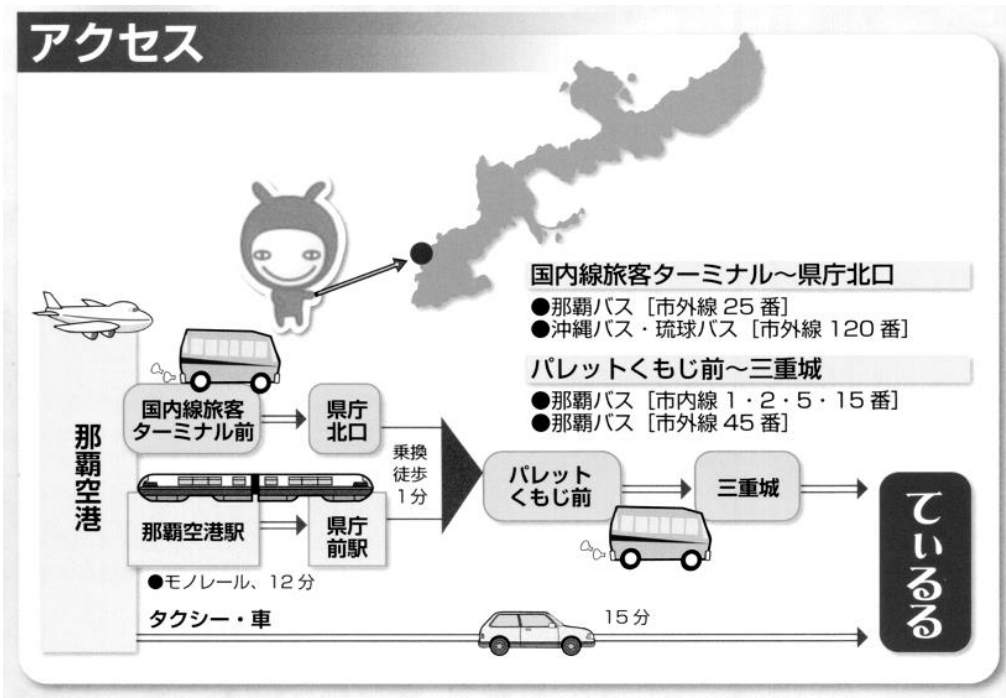 アクセス
国内線旅客ターミナル～県庁北口
●那覇バス［市外線 25 番］
●沖縄バス・琉球バス［市外線 120 番］
パレットくもじ前～三重城
●那覇バス［市内線 1・2・5・15 番］
●那覇バス［市外線 45 番］
那覇空港
国内線旅客
ターミナル前
県庁
北口
乗換
徒歩
1分
那覇空港駅
県庁
前駅
●モノレール、12 分
パレット
くもじ前
三重城
タクシー・車
15 分
てぃるる